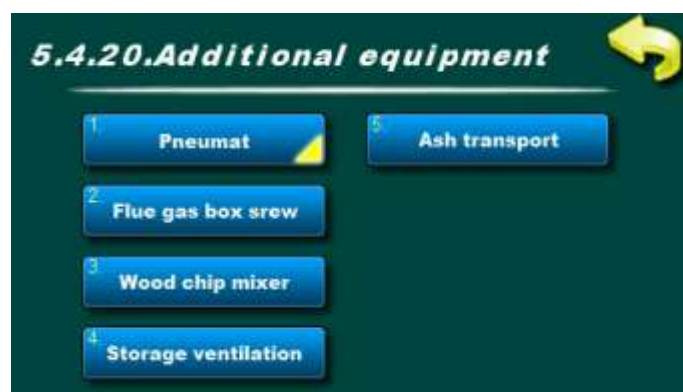 5.4.20.Additional equipment
1. Pneumat
2. Flue gas box srew
3. Wood chip mixer
4. Storage ventilation
5. Ash transport